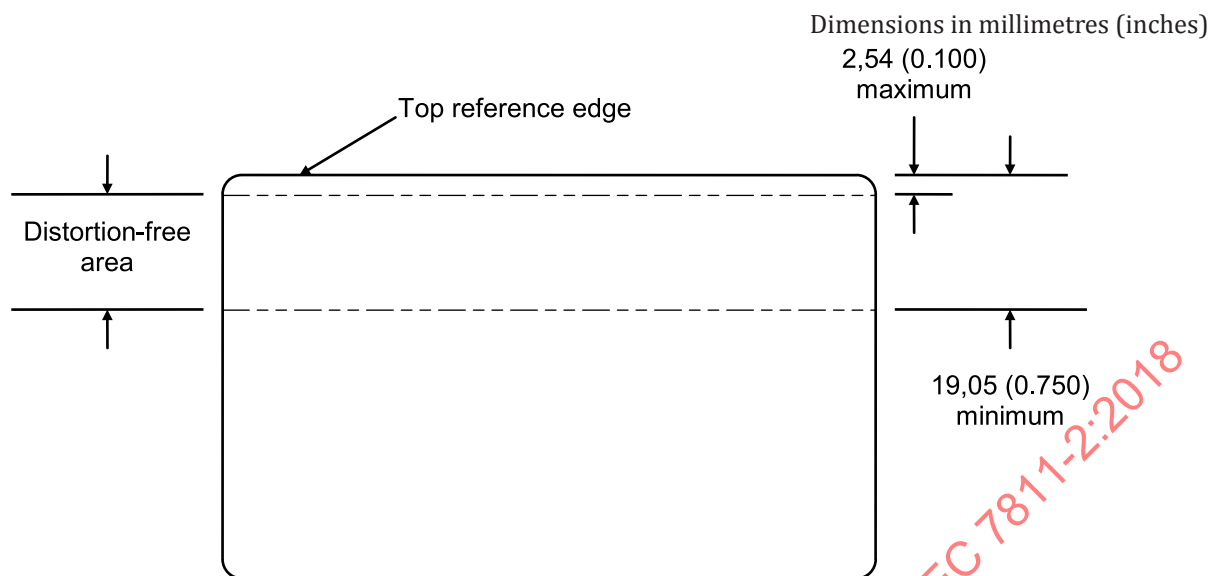 Dimensions in millimetres (inches)
2,54 (0.100)
maximum
Top reference edge
Distortion-free
area
19,05 (0.750)
minimum
EC 7811-2:2018